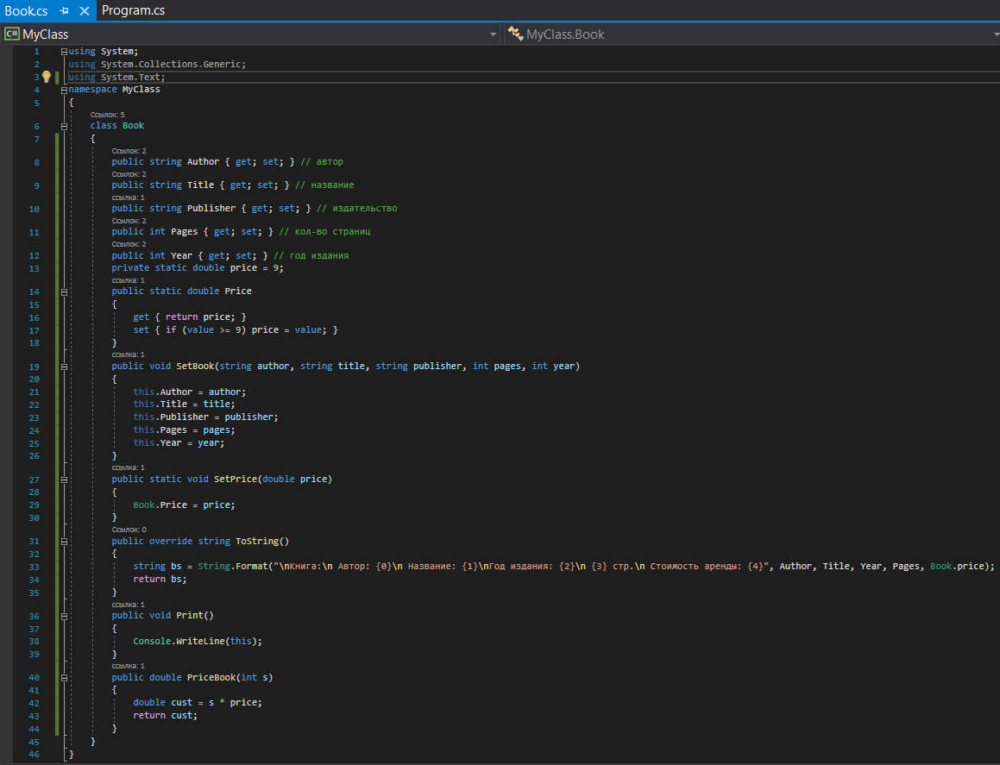 Book.cs Program.cs
C# MyClass MyClass.Book
1 using System;
2 using System.Collections.Generic;
3 using System.Text;
4 namespace MyClass
5 {
Ссылок: 5
6 class Book
7 {
Ссылок: 2
8 public string Author { get; set; } // автор
Ссылок: 2
9 public string Title { get; set; } // название
ссылка: 1
10 public string Publisher { get; set; } // издательство
Ссылок: 2
11 public int Pages { get; set; } // кол-во страниц
Ссылок: 2
12 public int Year { get; set; } // год издания
13 private static double price = 9;
ссылка: 1
14 public static double Price
15 {
16 get { return price; }
17 set { if (value >= 9) price = value; }
18 }
ссылка: 1
19 public void SetBook(string author, string title, string publisher, int pages, int year)
20 {
21 this.Author = author;
22 this.Title = title;
23 this.Publisher = publisher;
24 this.Pages = pages;
25 this.Year = year;
26 }
ссылка: 1
27 public static void SetPrice(double price)
28 {
29 Book.Price = price;
30 }
Ссылок: 0
31 public override string ToString()
32 {
33 string bs = String.Format("\nКнига:\n Автор: {0}\n Название: {1}\nГод издания: {2}\n {3} стр.\n Стоимость аренды: {4}", Author, Title, Year, Pages, Book.price);
34 return bs;
35 }
ссылка: 1
36 public void Print()
37 {
38 Console.WriteLine(this);
39 }
ссылка: 1
40 public double PriceBook(int s)
41 {
42 double cust = s * price;
43 return cust;
44 }
45 }
46 }